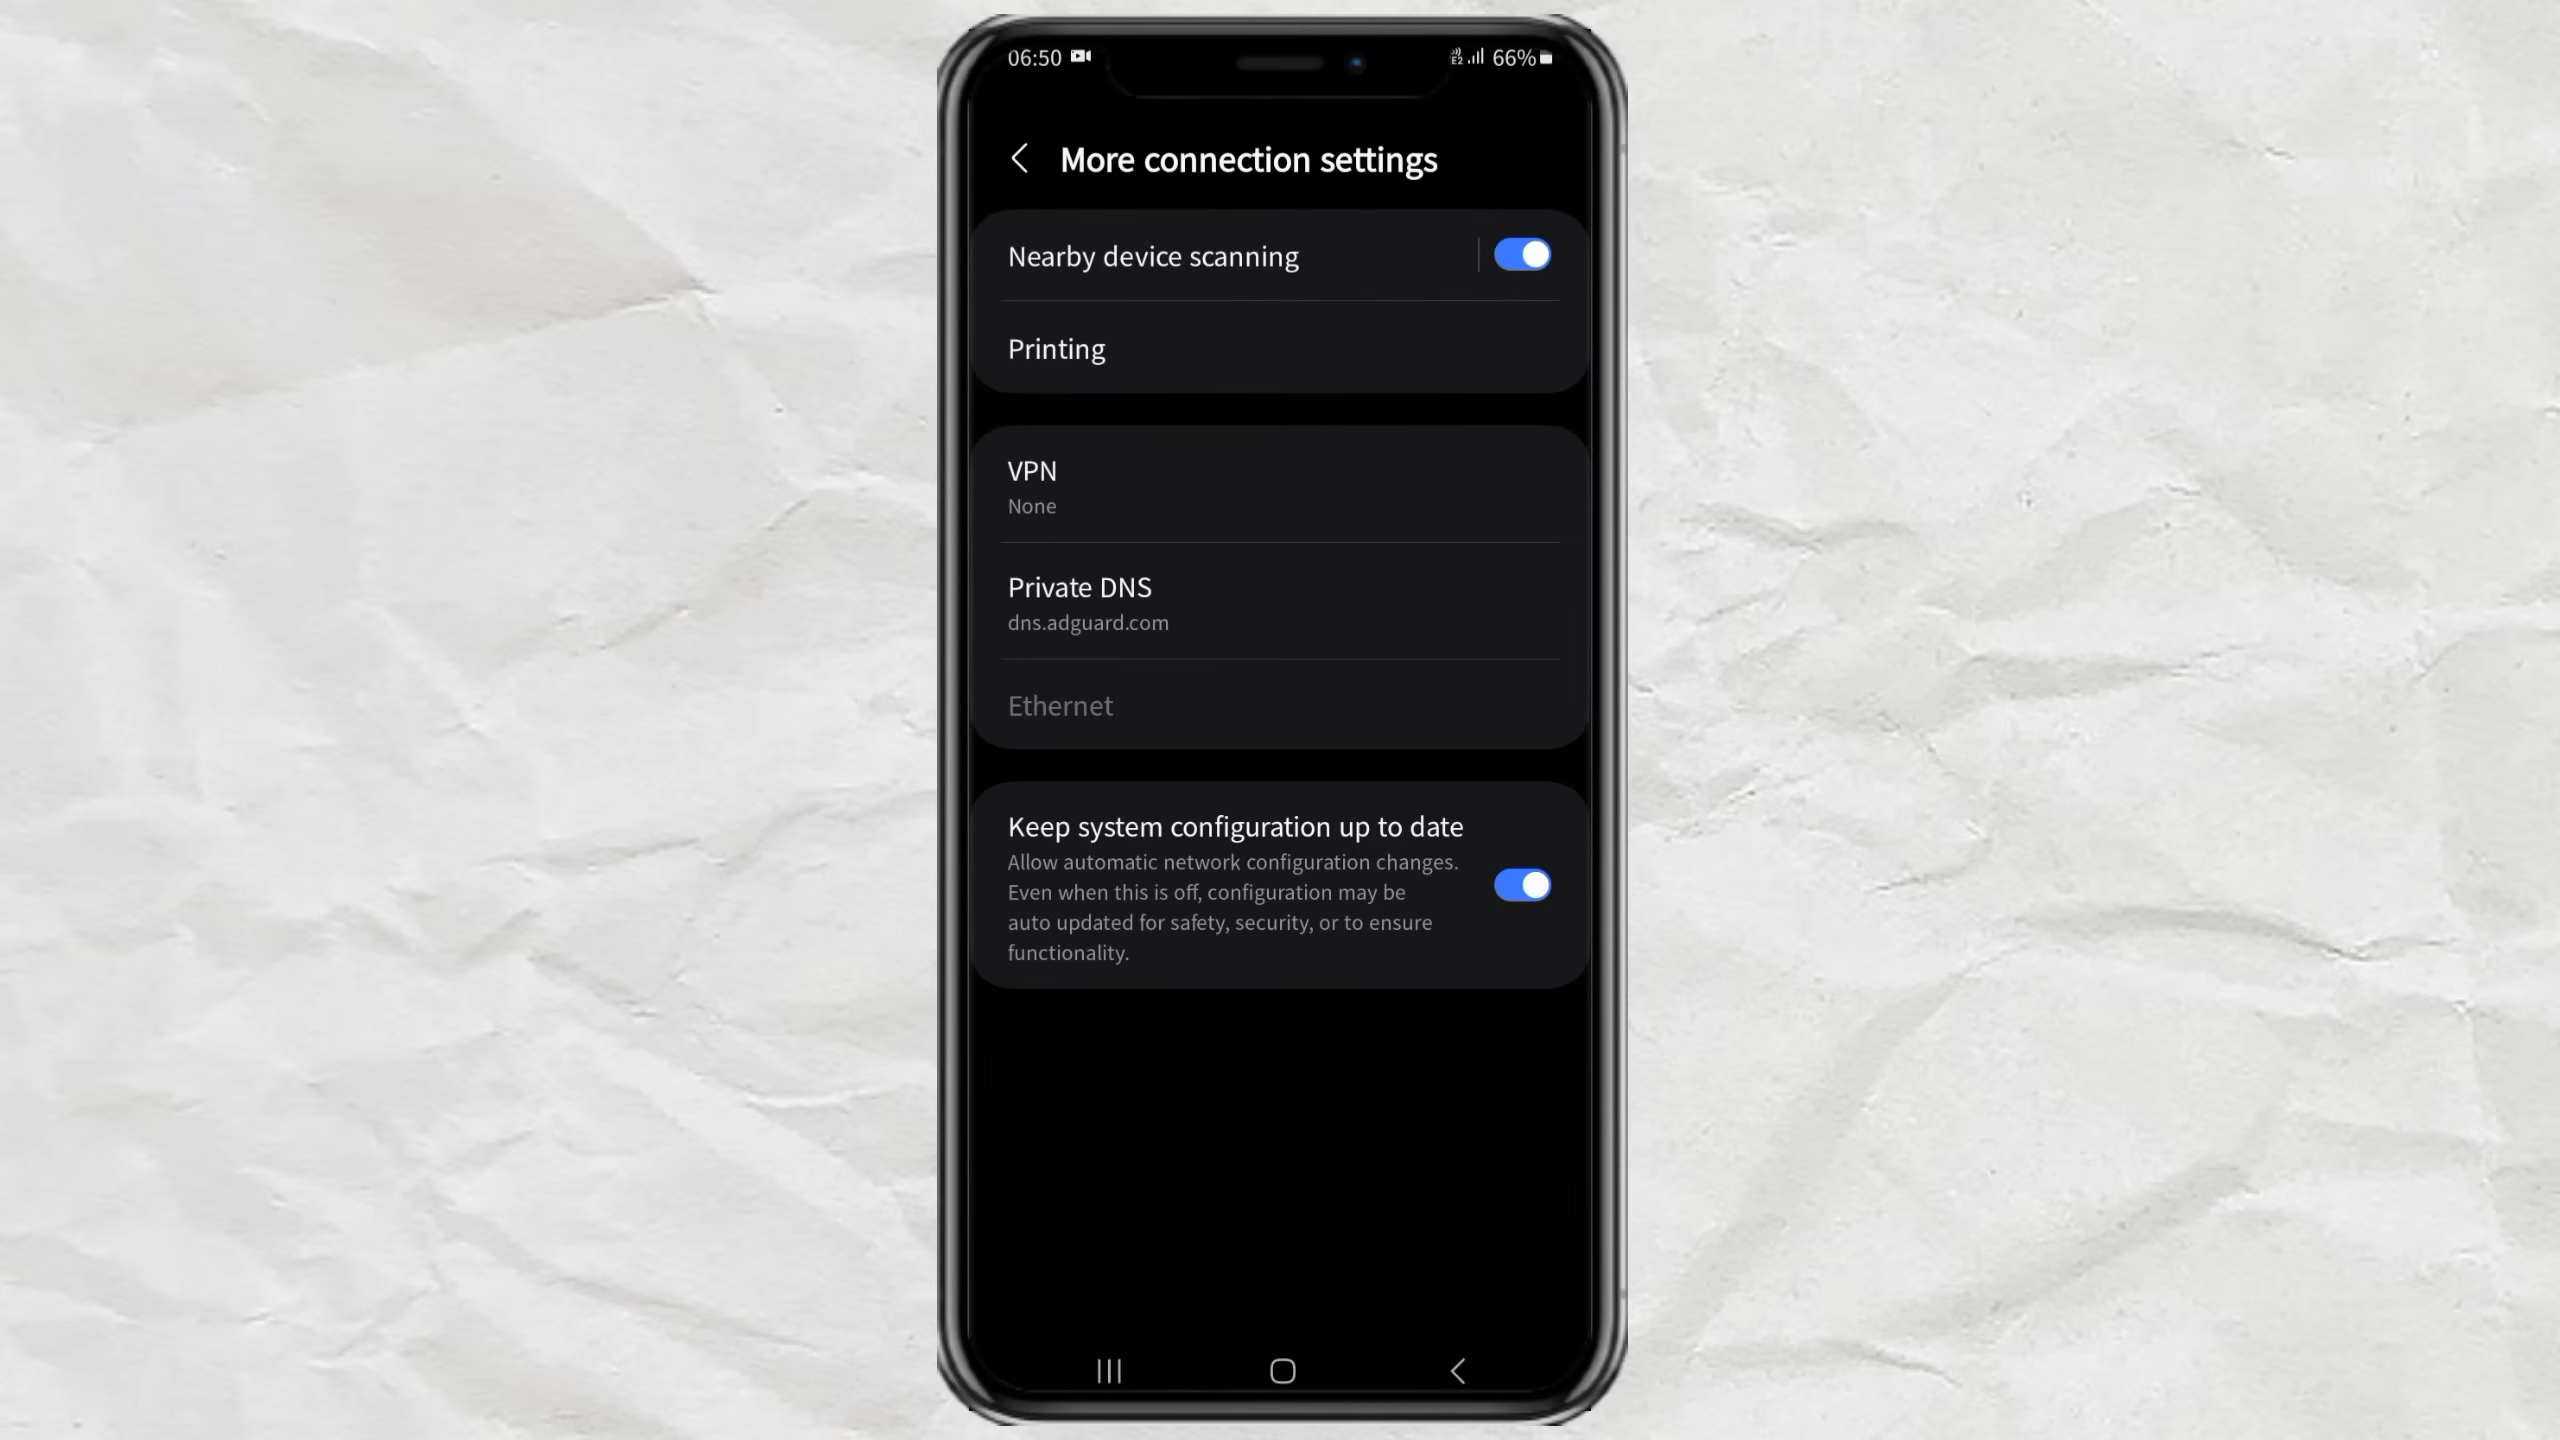 06:50
66%
More connection settings
Nearby device scanning
Printing
VPN
None
Private DNS
dns.adguard.com
Ethernet
Keep system configuration up to date
Allow automatic network configuration changes.
Even when this is off, configuration may be
auto updated for safety, security, or to ensure
functionality.